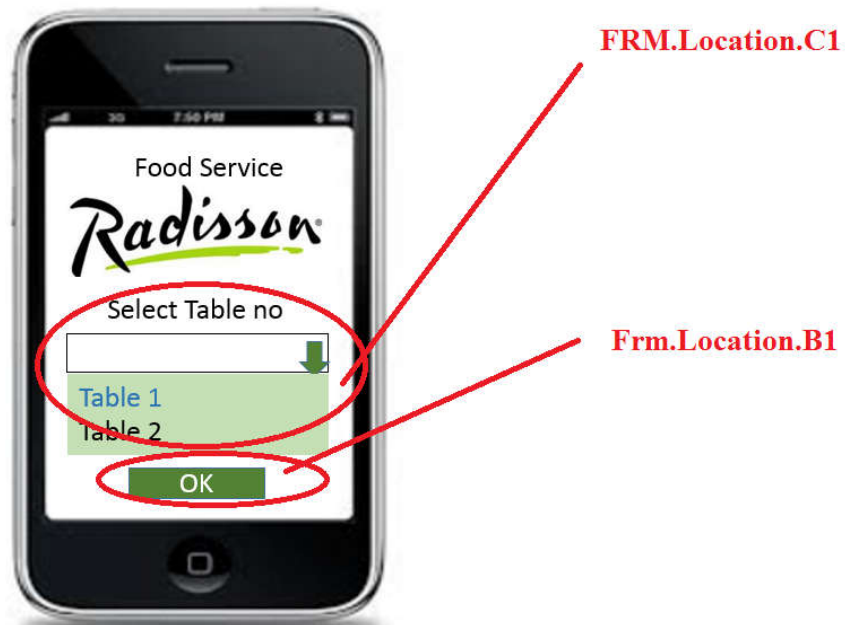 FRM.Location.C1
3G 7:50 PM
Food Service
Radisson
Select Table no
Frm.Location.B1
Table 1
Table 2
OK